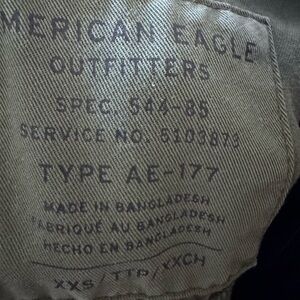 MERICAN EAGLE
OUTFITTERS
SPEC. 544-85
SERVICE NO. 5103873
TYPE AE-177
MADE IN BANGLADESH
FABRIQUÉ AU BANGLADESH
HECHO EN BANGLADESH
XXS/TTP/XXCH